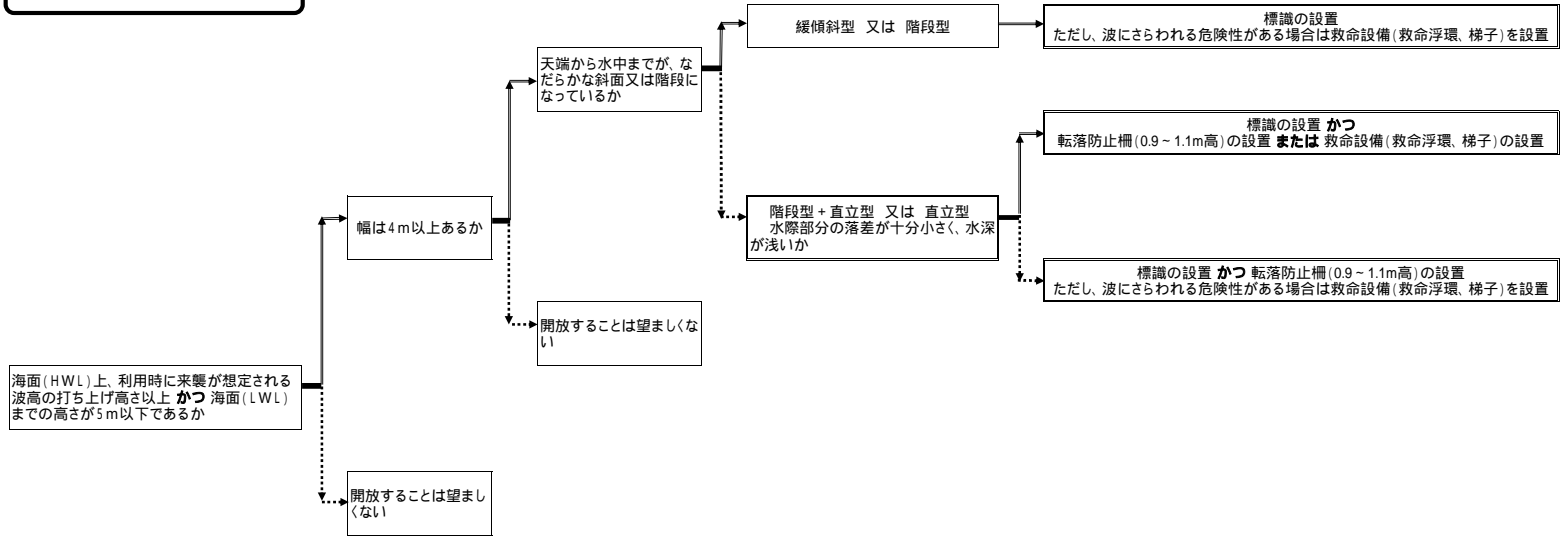 緩傾斜型 又は 階段型
標識の設置
ただし、波にさらわれる危険性がある場合は救命設備(救命浮環、梯子)を設置
天端から水中までが、な
だらかな斜面又は階段に
なっているか
標識の設置 かつ
転落防止柵(0.9~1.1m高)の設置 または 救命設備(救命浮環、梯子)の設置
幅は4m以上あるか
階段型+直立型 又は 直立型
水際部分の落差が十分小さく、水深
が浅いか
標識の設置 かつ 転落防止柵(0.9~1.1m高)の設置
ただし、波にさらわれる危険性がある場合は救命設備(救命浮環、梯子)を設置
開放することは望ましくな
い
海面(HWL)上、利用時に来襲が想定される
波高の打ち上げ高さ以上 かつ 海面(LWL)
までの高さが5m以下であるか
開放することは望まし
くない